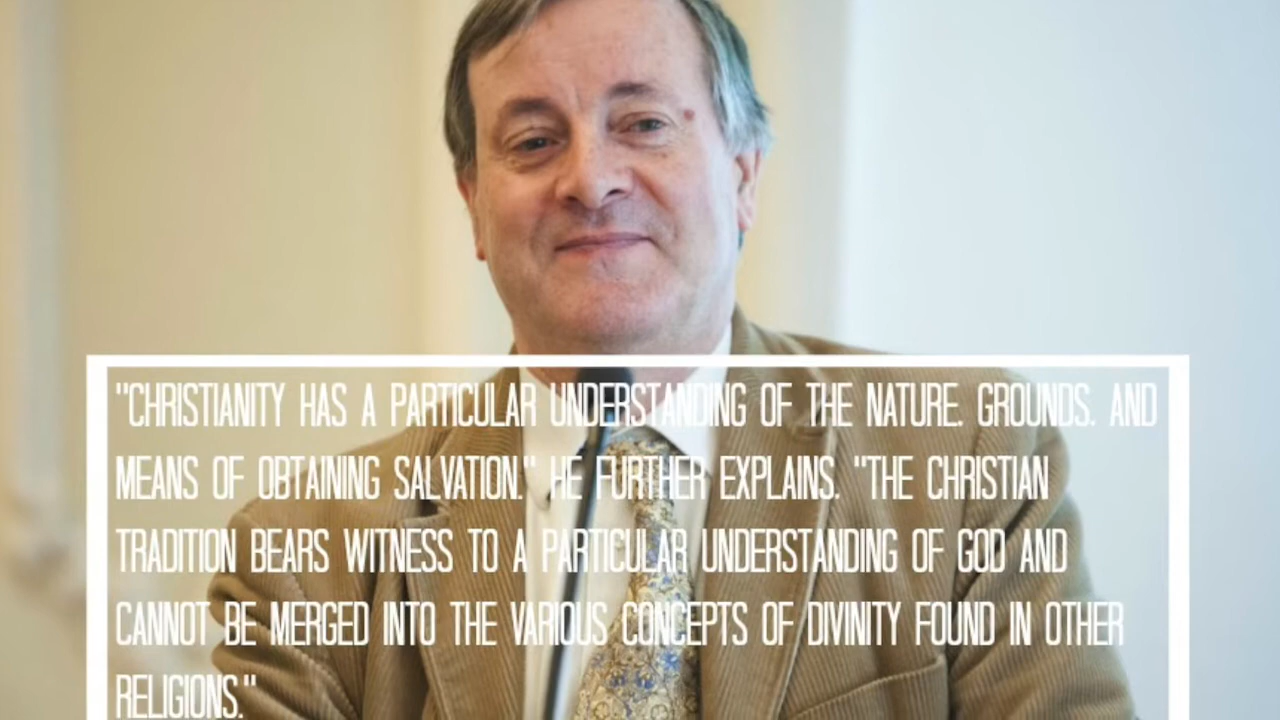 "CHRISTIANITY HAS A PARTICULAR UNDERSTANDING OF THE NATURE. GROUNDS. AND
MEANS OF OBTAINING SALVATION." HE FURTHER EXPLAINS. "THE CHRISTIAN
TRADITION BEARS WITNESS TO A PARTICULAR UNDERSTANDING OF GOD AND
CANNOT BE MERGED INTO THE VARIOUS CONCEPTS OF DIVINITY FOUND IN OTHER
RELIGIONS."